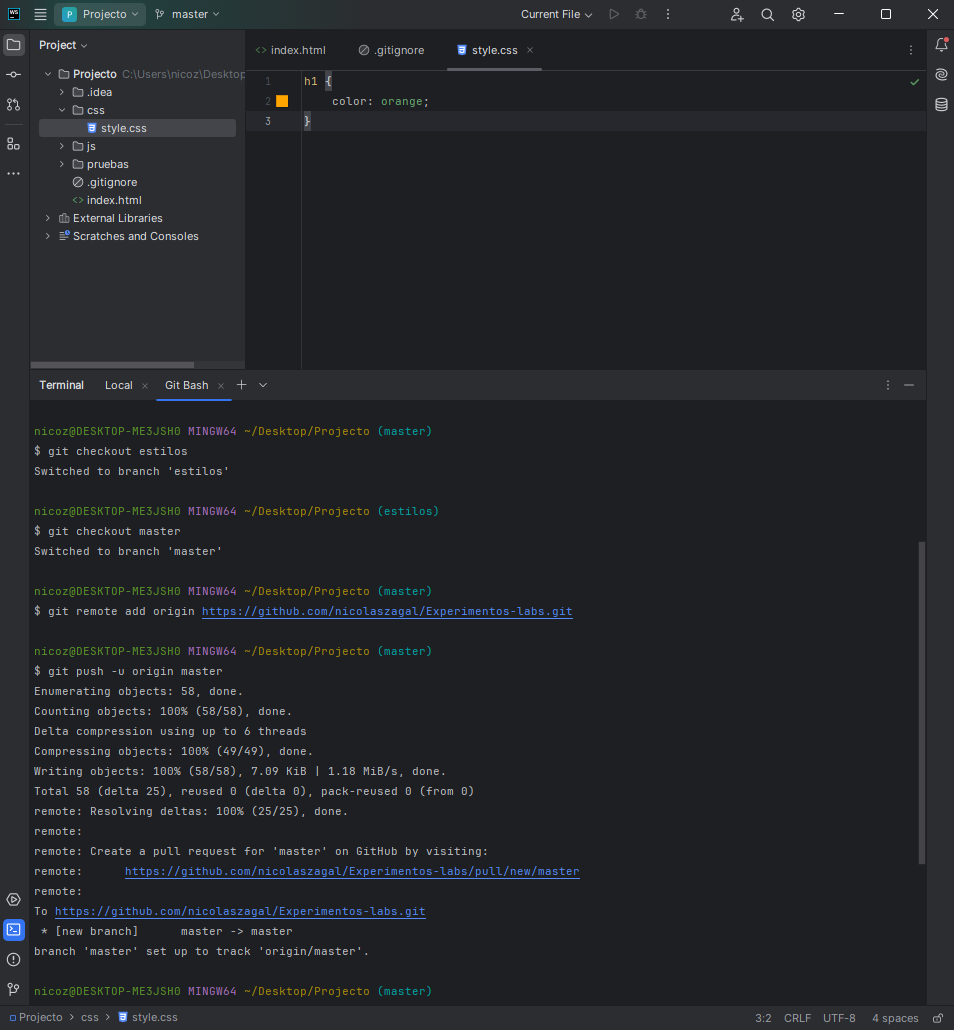 WS
P Projecto
master
Current File
Project
index.html
.gitignore
style.css
Projecto C:\Users\nicoz\Desktop
.idea
css
style.css
js
pruebas
.gitignore
index.html
External Libraries
Scratches and Consoles
1 h1 {
2 color: orange;
3 }
Terminal Local Git Bash
nicoz@DESKTOP-ME3JSH0 MINGW64 ~/Desktop/Projecto (master)
$ git checkout estilos
Switched to branch 'estilos'
nicoz@DESKTOP-ME3JSH0 MINGW64 ~/Desktop/Projecto (estilos)
$ git checkout master
Switched to branch 'master'
nicoz@DESKTOP-ME3JSH0 MINGW64 ~/Desktop/Projecto (master)
$ git remote add origin https://github.com/nicolaszagal/Experimentos-labs.git
nicoz@DESKTOP-ME3JSH0 MINGW64 ~/Desktop/Projecto (master)
$ git push -u origin master
Enumerating objects: 58, done.
Counting objects: 100% (58/58), done.
Delta compression using up to 6 threads
Compressing objects: 100% (49/49), done.
Writing objects: 100% (58/58), 7.09 KiB | 1.18 MiB/s, done.
Total 58 (delta 25), reused 0 (delta 0), pack-reused 0 (from 0)
remote: Resolving deltas: 100% (25/25), done.
remote:
remote: Create a pull request for 'master' on GitHub by visiting:
remote:      https://github.com/nicolaszagal/Experimentos-labs/pull/new/master
remote:
To https://github.com/nicolaszagal/Experimentos-labs.git
 * [new branch]      master -> master
branch 'master' set up to track 'origin/master'.
nicoz@DESKTOP-ME3JSH0 MINGW64 ~/Desktop/Projecto (master)
Projecto > css > style.css
3:2 CRLF UTF-8 4 spaces